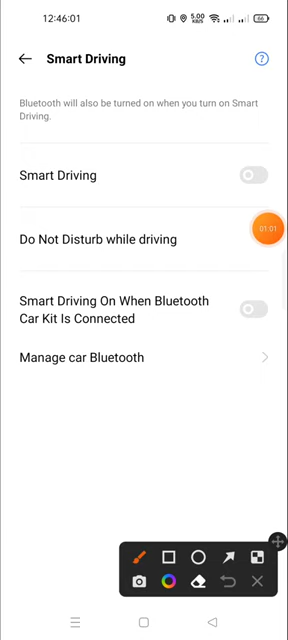 12:46:01
5.00
KB/S
66
Smart Driving
?
Bluetooth will also be turned on when you turn on Smart
Driving.
Smart Driving
Do Not Disturb while driving
01:01
Smart Driving On When Bluetooth
Car Kit Is Connected
Manage car Bluetooth